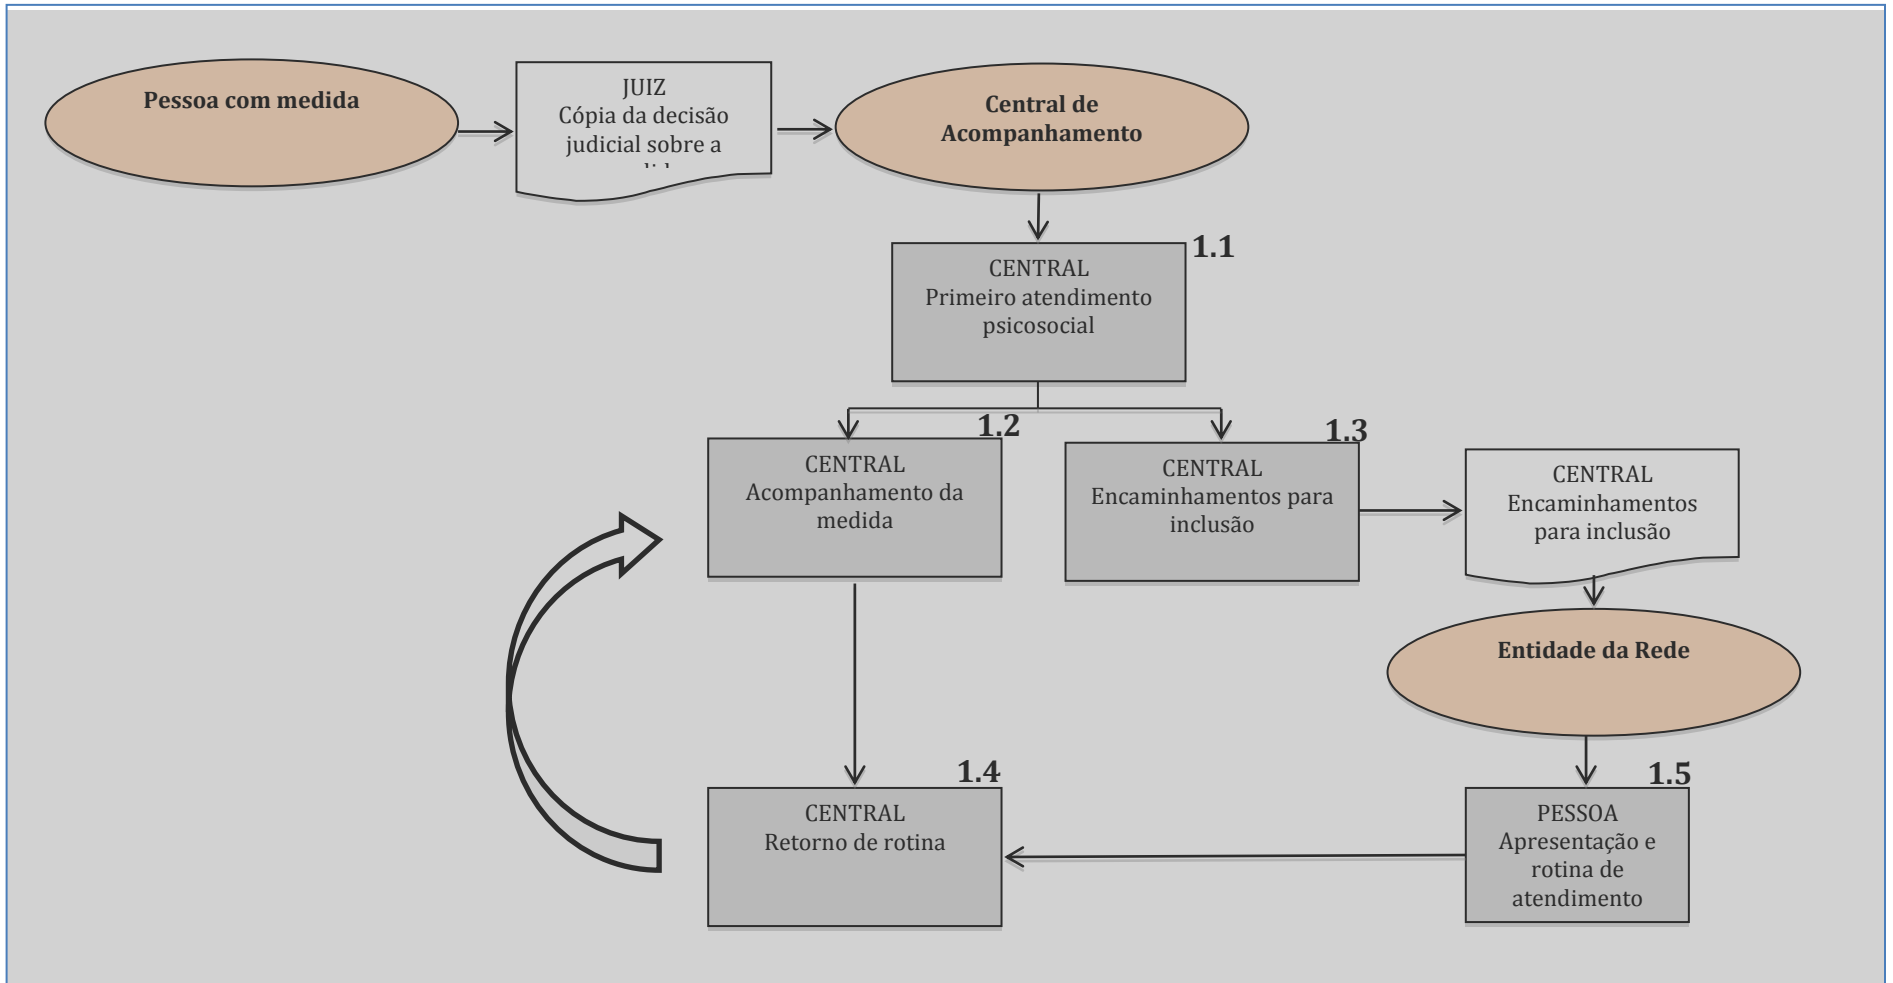 Pessoa com medida
JUIZ
Cópia da decisão
judicial sobre a
Central de
Acompanhamento
1.1
CENTRAL
Primeiro atendimento
psicosocial
1.2
CENTRAL
Acompanhamento da
medida
1.3
CENTRAL
Encaminhamentos para
inclusão
CENTRAL
Encaminhamentos
para inclusão
Entidade da Rede
1.4
CENTRAL
Retorno de rotina
1.5
PESSOA
Apresentação e
rotina de
atendimento